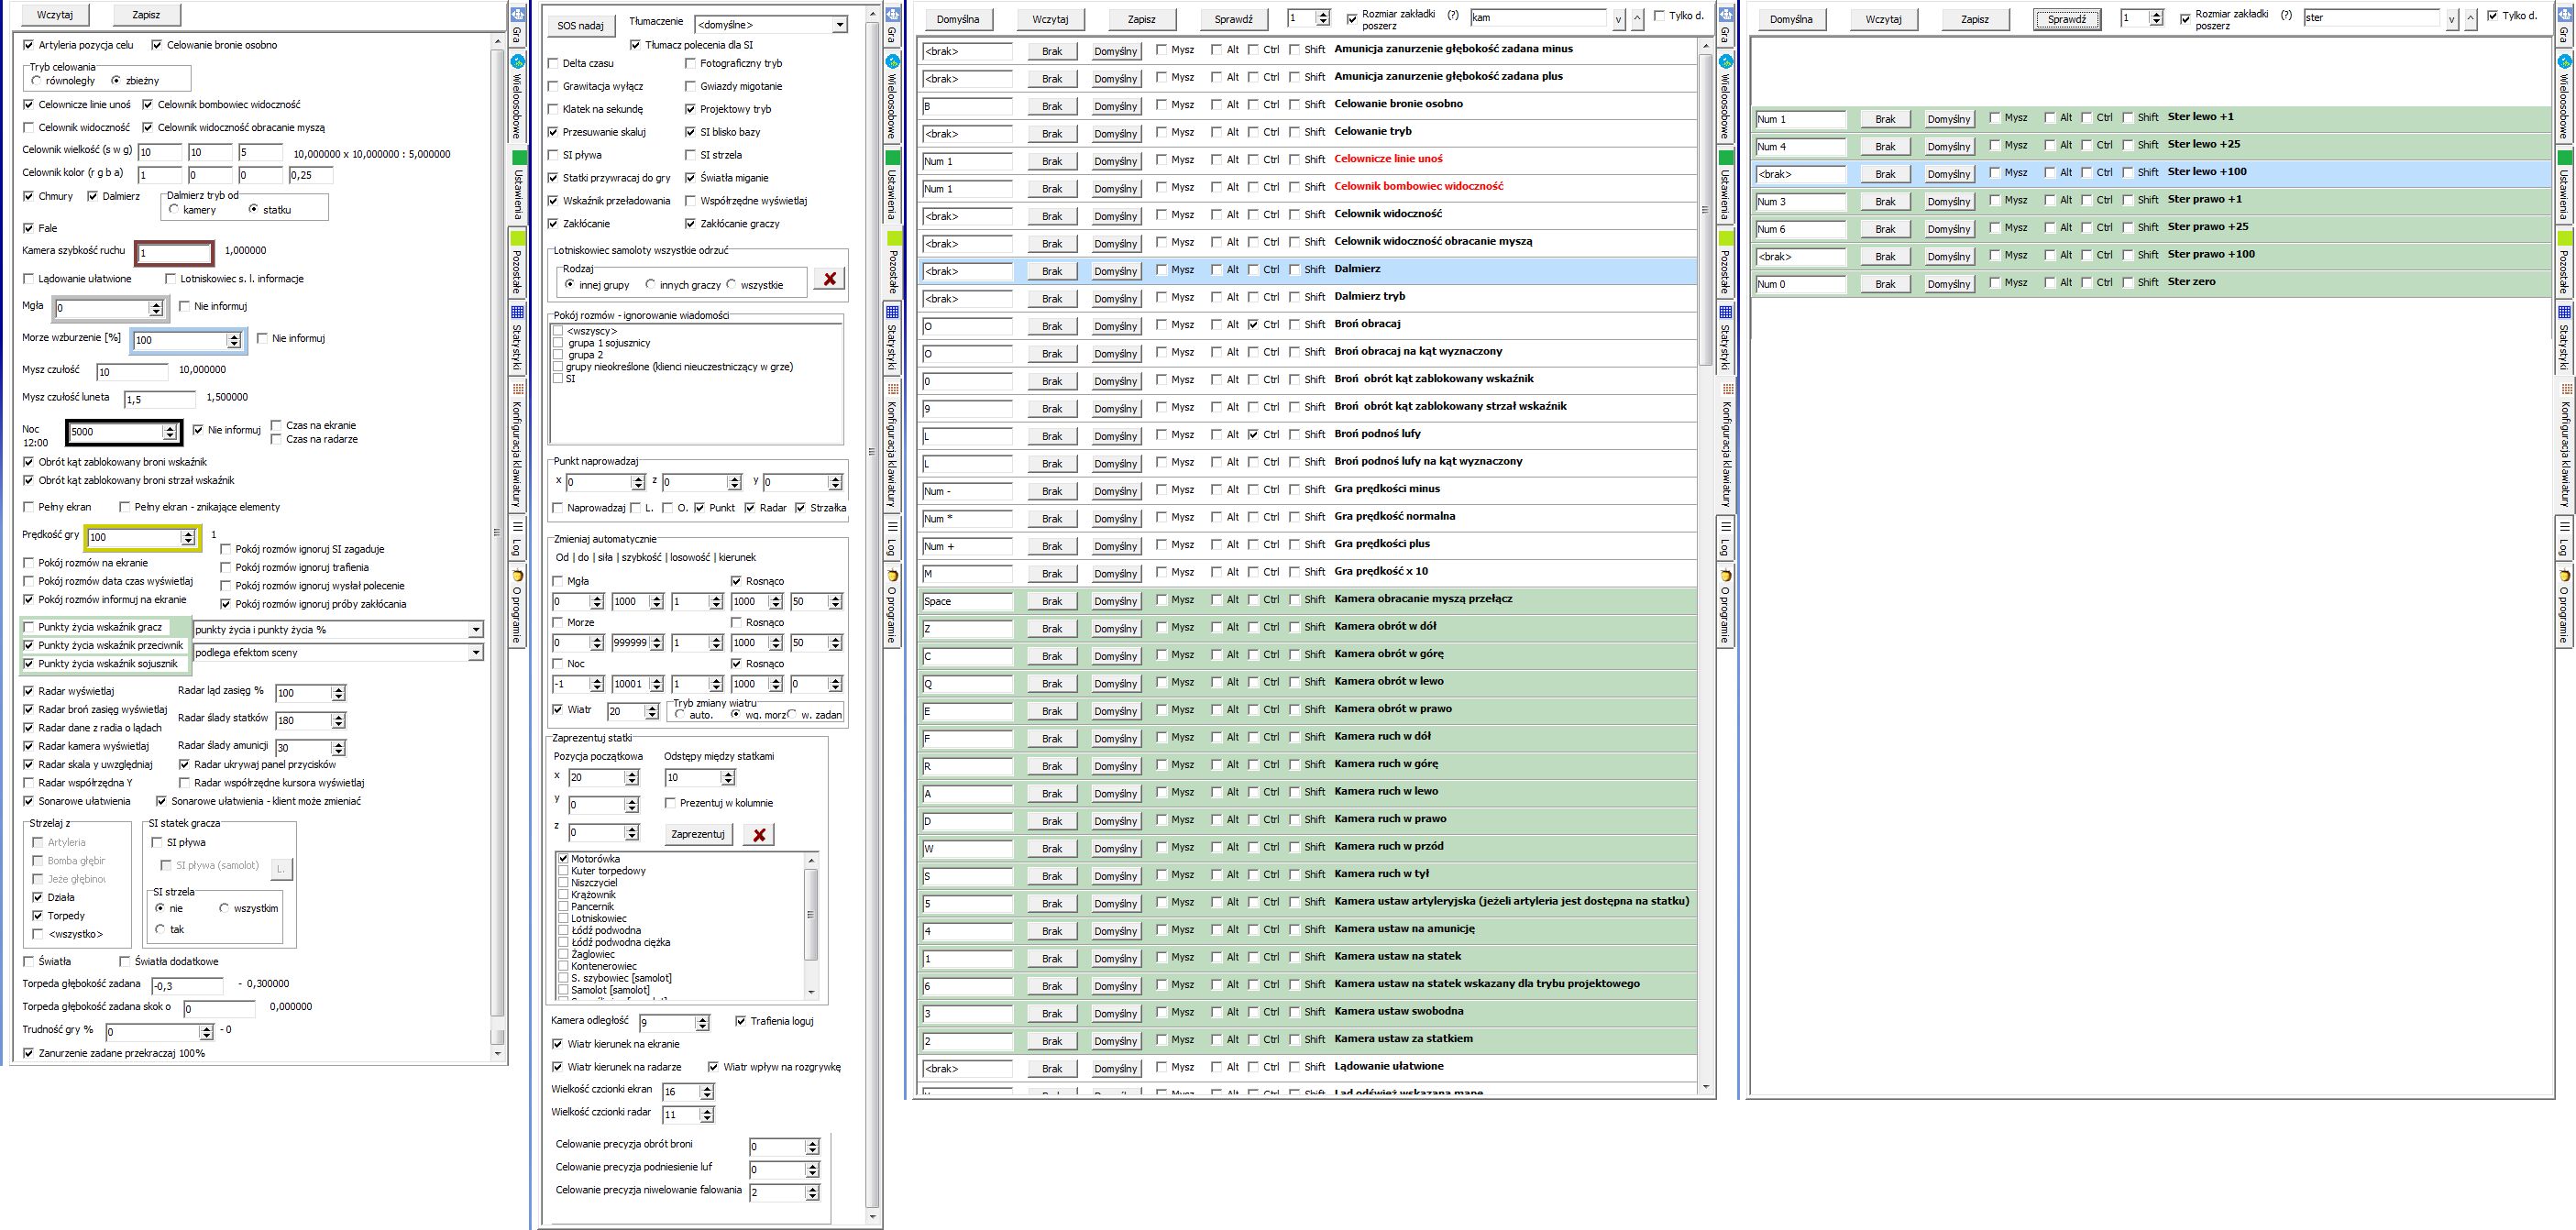 Wczytaj Zapisz
Artyleria pozycja celu Celowanie bronie osobno
Tryb celowania
równoległy zbieżny
Celownicze linie unoś Celownik bombowiec widoczność
Celownik widoczność Celownik widoczność obracanie myszą
Celownik wielkość (s w g) 10 10 5 10,000000 x 10,000000 : 5,000000
Celownik kolor (r g b a) 1 0 0 0,25
Chmury Dalmierz Dalmierz tryb od
kamery statku
Fale
Kamera szybkość ruchu 1 1,000000
Lądowanie ułatwione Lotniskowiec s. l. informacje
Mgła 0 Nie informuj
Morze wzburzenie [%] 100 Nie informuj
Mysz czułość 10 10,000000
Mysz czułość luneta 1,5 1,500000
Noc 5000 Nie informuj Czas na ekranie
12:00 Czas na radarze
Obrót kąt zablokowany broni wskaźnik
Obrót kąt zablokowany broni strzał wskaźnik
Pełny ekran Pełny ekran - znikające elementy
Prędkość gry 100 1
Pokój rozmów ignoruj SI zagaduje
Pokój rozmów na ekranie
Pokój rozmów ignoruj trafienia
Pokój rozmów data czas wyświetlaj
Pokój rozmów ignoruj wysłał polecenie
Pokój rozmów informuj na ekranie
Pokój rozmów ignoruj próby zakłócania
Punkty życia wskaźnik gracz punkty życia i punkty życia %
Punkty życia wskaźnik przeciwnik
podlega efektom sceny
Punkty życia wskaźnik sojusznik
Radar wyświetlaj Radar ląd zasięg % 100
Radar broń zasięg wyświetlaj
Radar ślady statków 180
Radar dane z radia o lądach
Radar kamera wyświetlaj Radar ślady amunicji 30
Radar skala y uwzględniaj Radar ukrywaj panel przycisków
Radar współrzędna Y Radar współrzędne kursora wyświetlaj
Sonarowe ułatwienia Sonarowe ułatwienia - klient może zmieniać
Strzelaj z SI statek gracza
Artyleria SI pływa
Bomba głębin SI pływa (samolot) L.
Jeże głębinou
SI strzela
Działa nie wszystkim
Torpedy
<wszystko> tak
Światła Światła dodatkowe
Torpeda głębokość zadana -0,3 - 0,300000
Torpeda głębokość zadana skok o 0 0,000000
Trudność gry % 0 - 0
Zanurzenie zadane przekraczaj 100%
Gra
Wieloosobowe
Ustawienia
Pozostałe
Statystyki
Konfiguracja klawiatury
Log
O programie
SOS nadaj Tłumaczenie <domyślne>
Tłumacz polecenia dla SI
Delta czasu Fotograficzny tryb
Grawitacja wyłącz Gwiazdy migotanie
Klatek na sekundę Projektowy tryb
Przesuwanie skaluj SI blisko bazy
SI pływa SI strzela
Statki przywracaj do gry Światła miganie
Wskaźnik przeładowania Współrzędne wyświetlaj
Zakłócanie Zakłócanie graczy
Lotniskowiec samoloty wszystkie odrzuć
Rodzaj
innej grupy innych graczy wszystkie
Pokój rozmów - ignorowanie wiadomości
<wszyscy>
grupa 1 sojusznicy
grupa 2
grupy nieokreślone (klienci nieuczestniczący w grze)
SI
Punkt naprowadzaj
x 0 z 0 y 0
Naprowadzaj L. O. Punkt Radar Strzałka
Zmieniaj automatycznie
Od | do | siła | szybkość | losowość | kierunek
Mgła Rosnąco
0 1000 1 1000 50
Morze Rosnąco
0 999999 1 1000 50
Noc Rosnąco
-1 10001 1 1000 0
Wiatr 20 Tryb zmiany wiatru
auto. wg. morz w. zadan
Zaprezentuj statki
Pozycja początkowa Odstępy między statkami
x 20 10
y 0 Prezentuj w kolumnie
z 0 Zaprezentuj
Motorówka
Kuter torpedowy
Niszczyciel
Krążownik
Pancernik
Lotniskowiec
Łódź podwodna
Łódź podwodna ciężka
Żaglowiec
Kontenerowiec
S. szybowiec [samolot]
Samolot [samolot]
Kamera odległość 9 Trafienia loguj
Wiatr kierunek na ekranie
Wiatr kierunek na radarze Wiatr wpływ na rozgrywkę
Wielkość czcionki ekran 16
Wielkość czcionki radar 11
Celowanie precyzja obrót broni 0
Celowanie precyzja podniesienie luf 0
Celowanie precyzja niwelowanie falowania 2
Gra
Wieloosobowe
Ustawienia
Pozostałe
Statystyki
Konfiguracja klawiatury
Log
O programie
Domyślna Wczytaj Zapisz Sprawdź 1 Rozmiar zakładki poszerz (?) kam v ^ Tylko d.
<brak> Brak Domyślny Mysz Alt Ctrl Shift Amunicja zanurzenie głębokość zadana minus
<brak> Brak Domyślny Mysz Alt Ctrl Shift Amunicja zanurzenie głębokość zadana plus
B Brak Domyślny Mysz Alt Ctrl Shift Celowanie bronie osobno
<brak> Brak Domyślny Mysz Alt Ctrl Shift Celowanie tryb
Num 1 Brak Domyślny Mysz Alt Ctrl Shift Celownicze linie unoś
Num 1 Brak Domyślny Mysz Alt Ctrl Shift Celownik bombowiec widoczność
<brak> Brak Domyślny Mysz Alt Ctrl Shift Celownik widoczność
<brak> Brak Domyślny Mysz Alt Ctrl Shift Celownik widoczność obracanie myszą
<brak> Brak Domyślny Mysz Alt Ctrl Shift Dalmierz
<brak> Brak Domyślny Mysz Alt Ctrl Shift Dalmierz tryb
O Brak Domyślny Mysz Alt Ctrl Shift Broń obracaj
O Brak Domyślny Mysz Alt Ctrl Shift Broń obracaj na kąt wyznaczony
0 Brak Domyślny Mysz Alt Ctrl Shift Broń obrót kąt zablokowany wskaźnik
9 Brak Domyślny Mysz Alt Ctrl Shift Broń obrót kąt zablokowany strzał wskaźnik
L Brak Domyślny Mysz Alt Ctrl Shift Broń podnoś lufy
L Brak Domyślny Mysz Alt Ctrl Shift Broń podnoś lufy na kąt wyznaczony
Num - Brak Domyślny Mysz Alt Ctrl Shift Gra prędkości minus
Num * Brak Domyślny Mysz Alt Ctrl Shift Gra prędkość normalna
Num + Brak Domyślny Mysz Alt Ctrl Shift Gra prędkości plus
M Brak Domyślny Mysz Alt Ctrl Shift Gra prędkość x 10
Space Brak Domyślny Mysz Alt Ctrl Shift Kamera obracanie myszą przełącz
Z Brak Domyślny Mysz Alt Ctrl Shift Kamera obrót w dół
C Brak Domyślny Mysz Alt Ctrl Shift Kamera obrót w górę
Q Brak Domyślny Mysz Alt Ctrl Shift Kamera obrót w lewo
E Brak Domyślny Mysz Alt Ctrl Shift Kamera obrót w prawo
F Brak Domyślny Mysz Alt Ctrl Shift Kamera ruch w dół
R Brak Domyślny Mysz Alt Ctrl Shift Kamera ruch w górę
A Brak Domyślny Mysz Alt Ctrl Shift Kamera ruch w lewo
D Brak Domyślny Mysz Alt Ctrl Shift Kamera ruch w prawo
W Brak Domyślny Mysz Alt Ctrl Shift Kamera ruch w przód
S Brak Domyślny Mysz Alt Ctrl Shift Kamera ruch w tył
5 Brak Domyślny Mysz Alt Ctrl Shift Kamera ustaw artyleryjska (jeżeli artyleria jest dostępna na statku)
4 Brak Domyślny Mysz Alt Ctrl Shift Kamera ustaw na amunicję
1 Brak Domyślny Mysz Alt Ctrl Shift Kamera ustaw na statek
6 Brak Domyślny Mysz Alt Ctrl Shift Kamera ustaw na statek wskazany dla trybu projektowego
3 Brak Domyślny Mysz Alt Ctrl Shift Kamera ustaw swobodna
2 Brak Domyślny Mysz Alt Ctrl Shift Kamera ustaw za statkiem
<brak> Brak Domyślny Mysz Alt Ctrl Shift Lądowanie ułatwione
Brak Domyślny Mysz Alt Ctrl Shift Ląd odśwież wskazaną mapę
Gra
Wieloosobowe
Ustawienia
Pozostałe
Statystyki
Konfiguracja klawiatury
Log
O programie
Domyślna Wczytaj Zapisz Sprawdź 1 Rozmiar zakładki poszerz (?) ster v ^ Tylko d.
Num 1 Brak Domyślny Mysz Alt Ctrl Shift Ster lewo +1
Num 4 Brak Domyślny Mysz Alt Ctrl Shift Ster lewo +25
<brak> Brak Domyślny Mysz Alt Ctrl Shift Ster lewo +100
Num 3 Brak Domyślny Mysz Alt Ctrl Shift Ster prawo +1
Num 6 Brak Domyślny Mysz Alt Ctrl Shift Ster prawo +25
<brak> Brak Domyślny Mysz Alt Ctrl Shift Ster prawo +100
Num 0 Brak Domyślny Mysz Alt Ctrl Shift Ster zero
Gra
Wieloosobowe
Ustawienia
Pozostałe
Statystyki
Konfiguracja klawiatury
Log
O programie